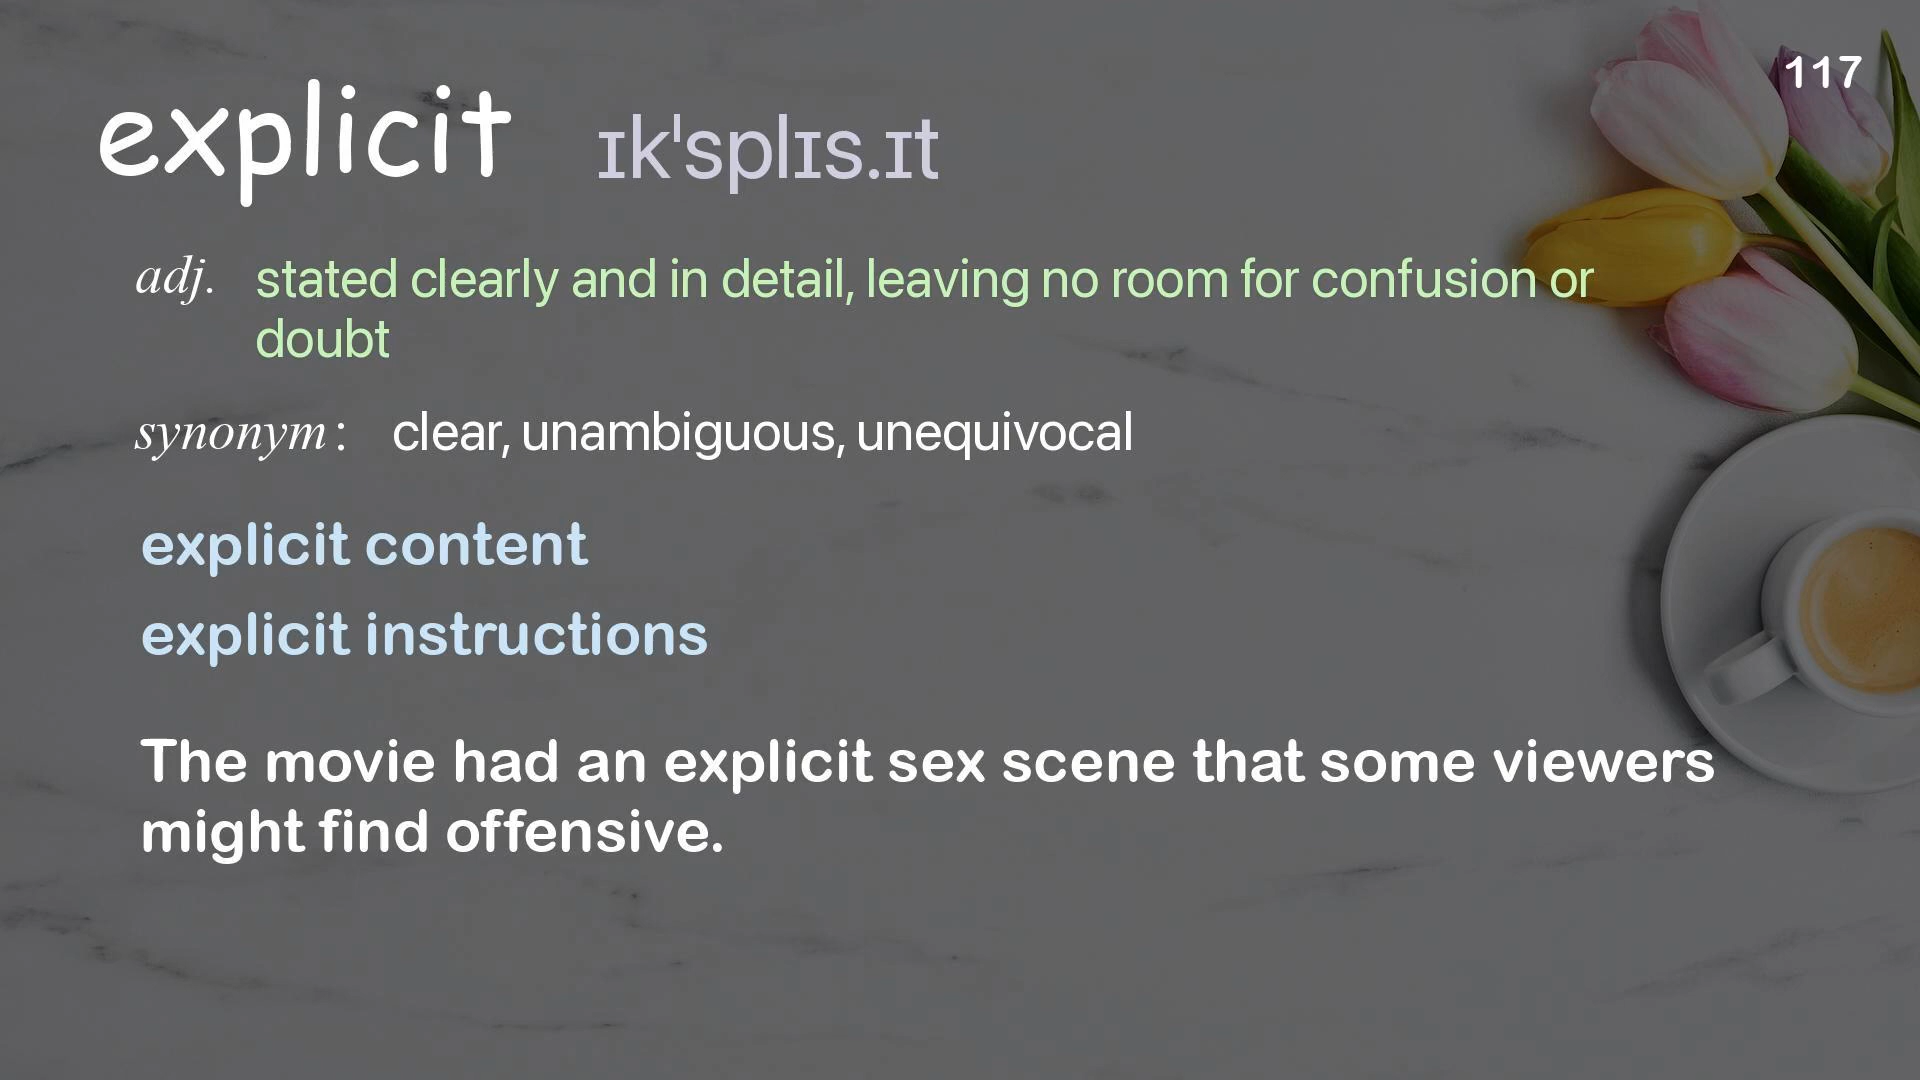 117
explicit ɪkˈsplɪs.ɪt
adj. stated clearly and in detail, leaving no room for confusion or
doubt
synonym : clear, unambiguous, unequivocal
explicit content
explicit instructions
The movie had an explicit sex scene that some viewers
might find offensive.